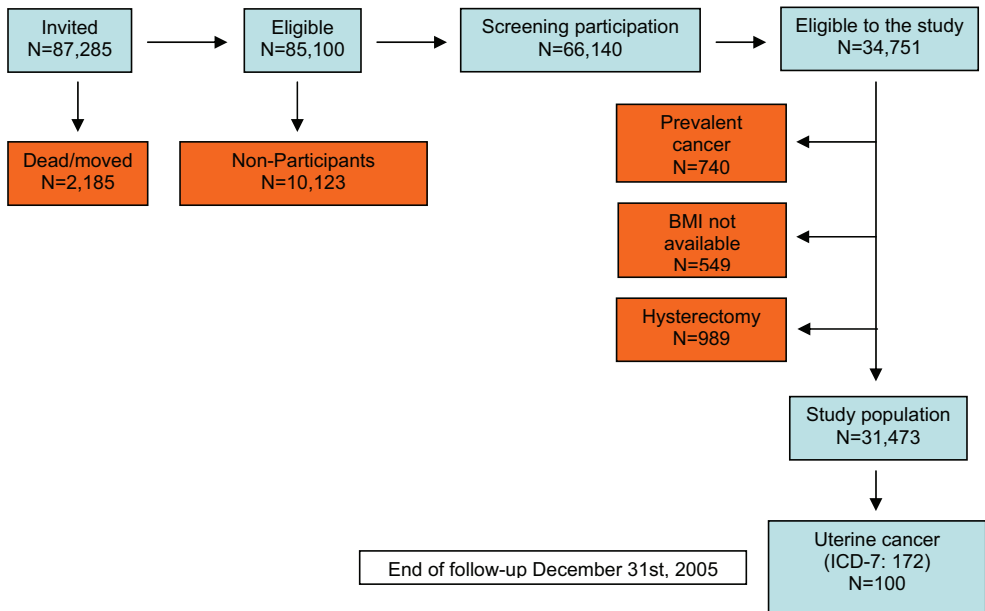 Invited
N=87,285
Eligible
N=85,100
Screening participation
N=66,140
Eligible to the study
N=34,751
Dead/moved
N=2,185
Non-Participants
N=10,123
Prevalent
cancer
N=740
BMI not
available
N=549
Hysterectomy
N=989
Study population
N=31,473
Uterine cancer
(ICD-7: 172)
N=100
End of follow-up December 31st, 2005